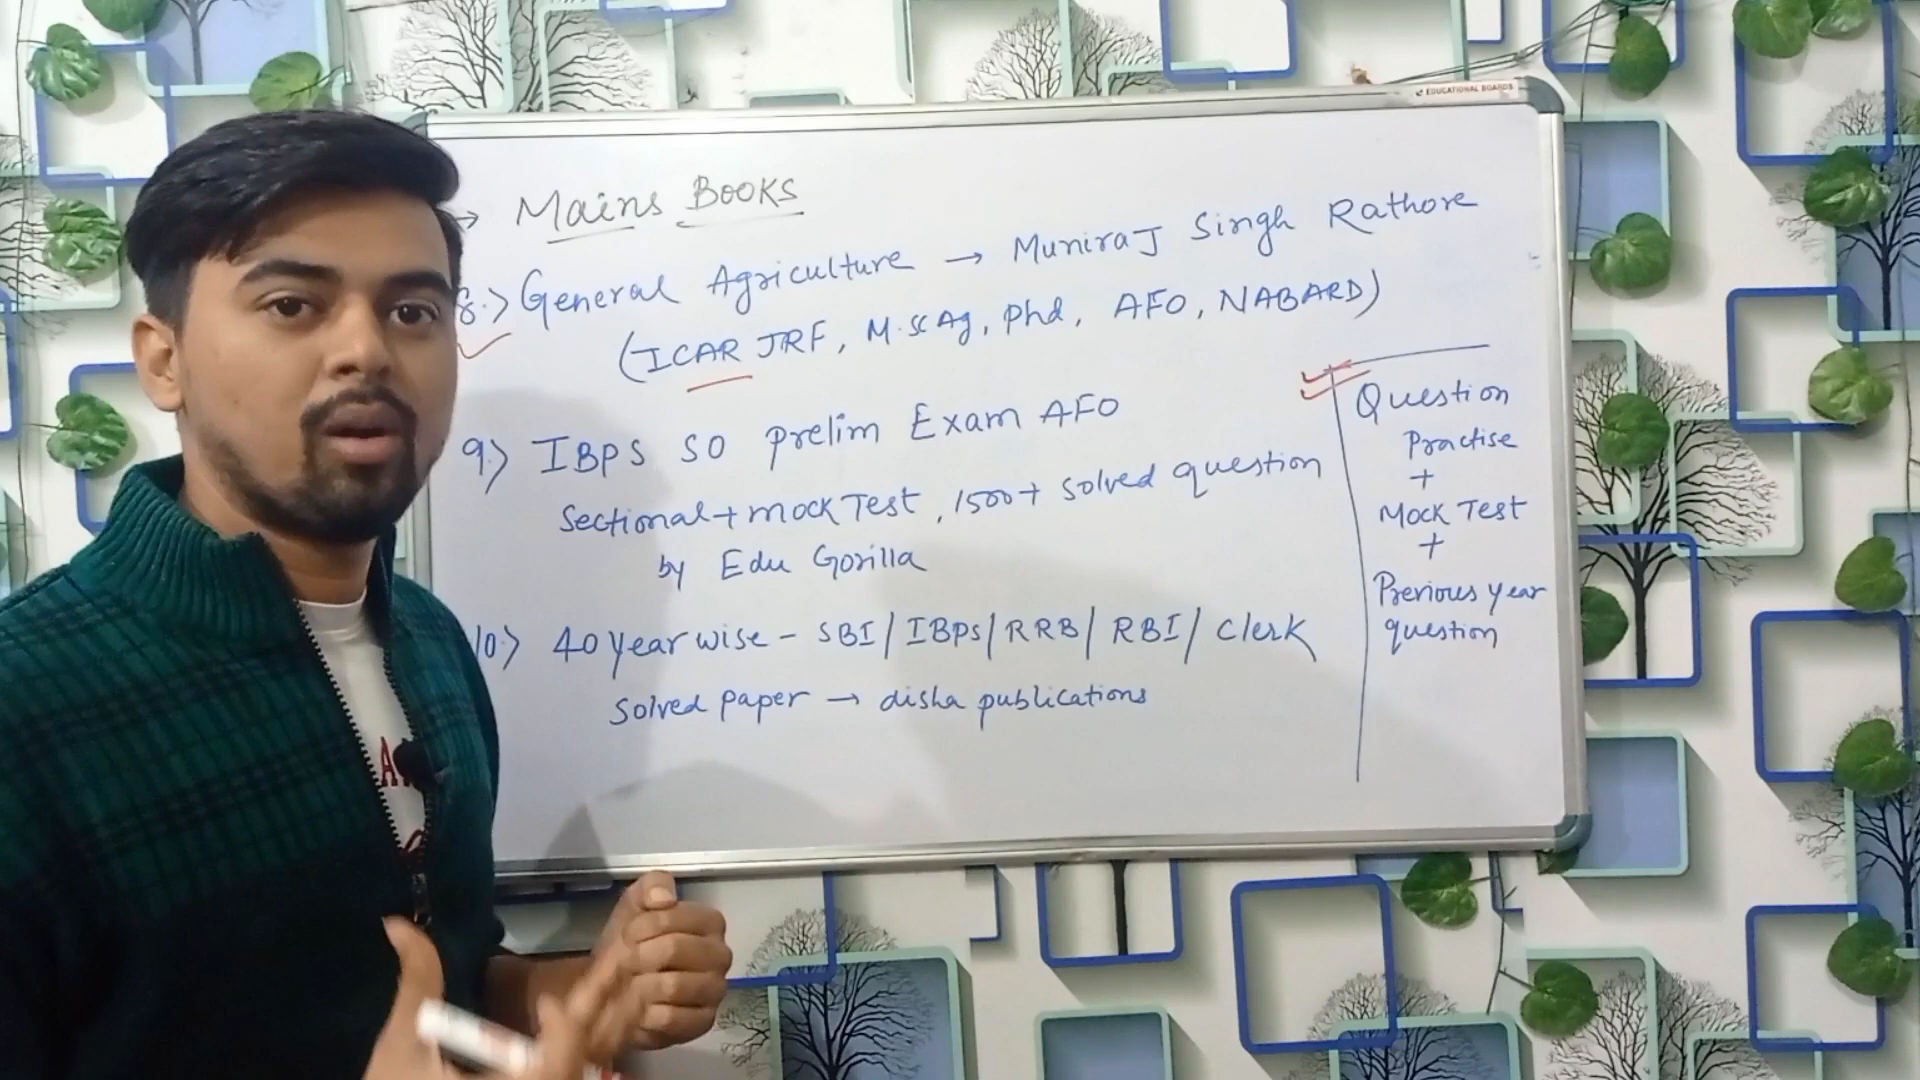 EDUCATIONAL BOARDS
→ Mains BOOKS
8.> General Agriculture → Muniraj Singh Rathore
(ICAR JRF, M.Sc Ag, Phd, AFO, NABARD)
9.> IBPS SO prelim Exam AFO
Sectional + mock Test, 1500+ solved question
by Edu Gorilla
10.> 40 year wise - SBI/IBPS/RRB/RBI/Clerk
Solved paper → disha publications
Question
Practise
+
Mock Test
+
Previous year
question